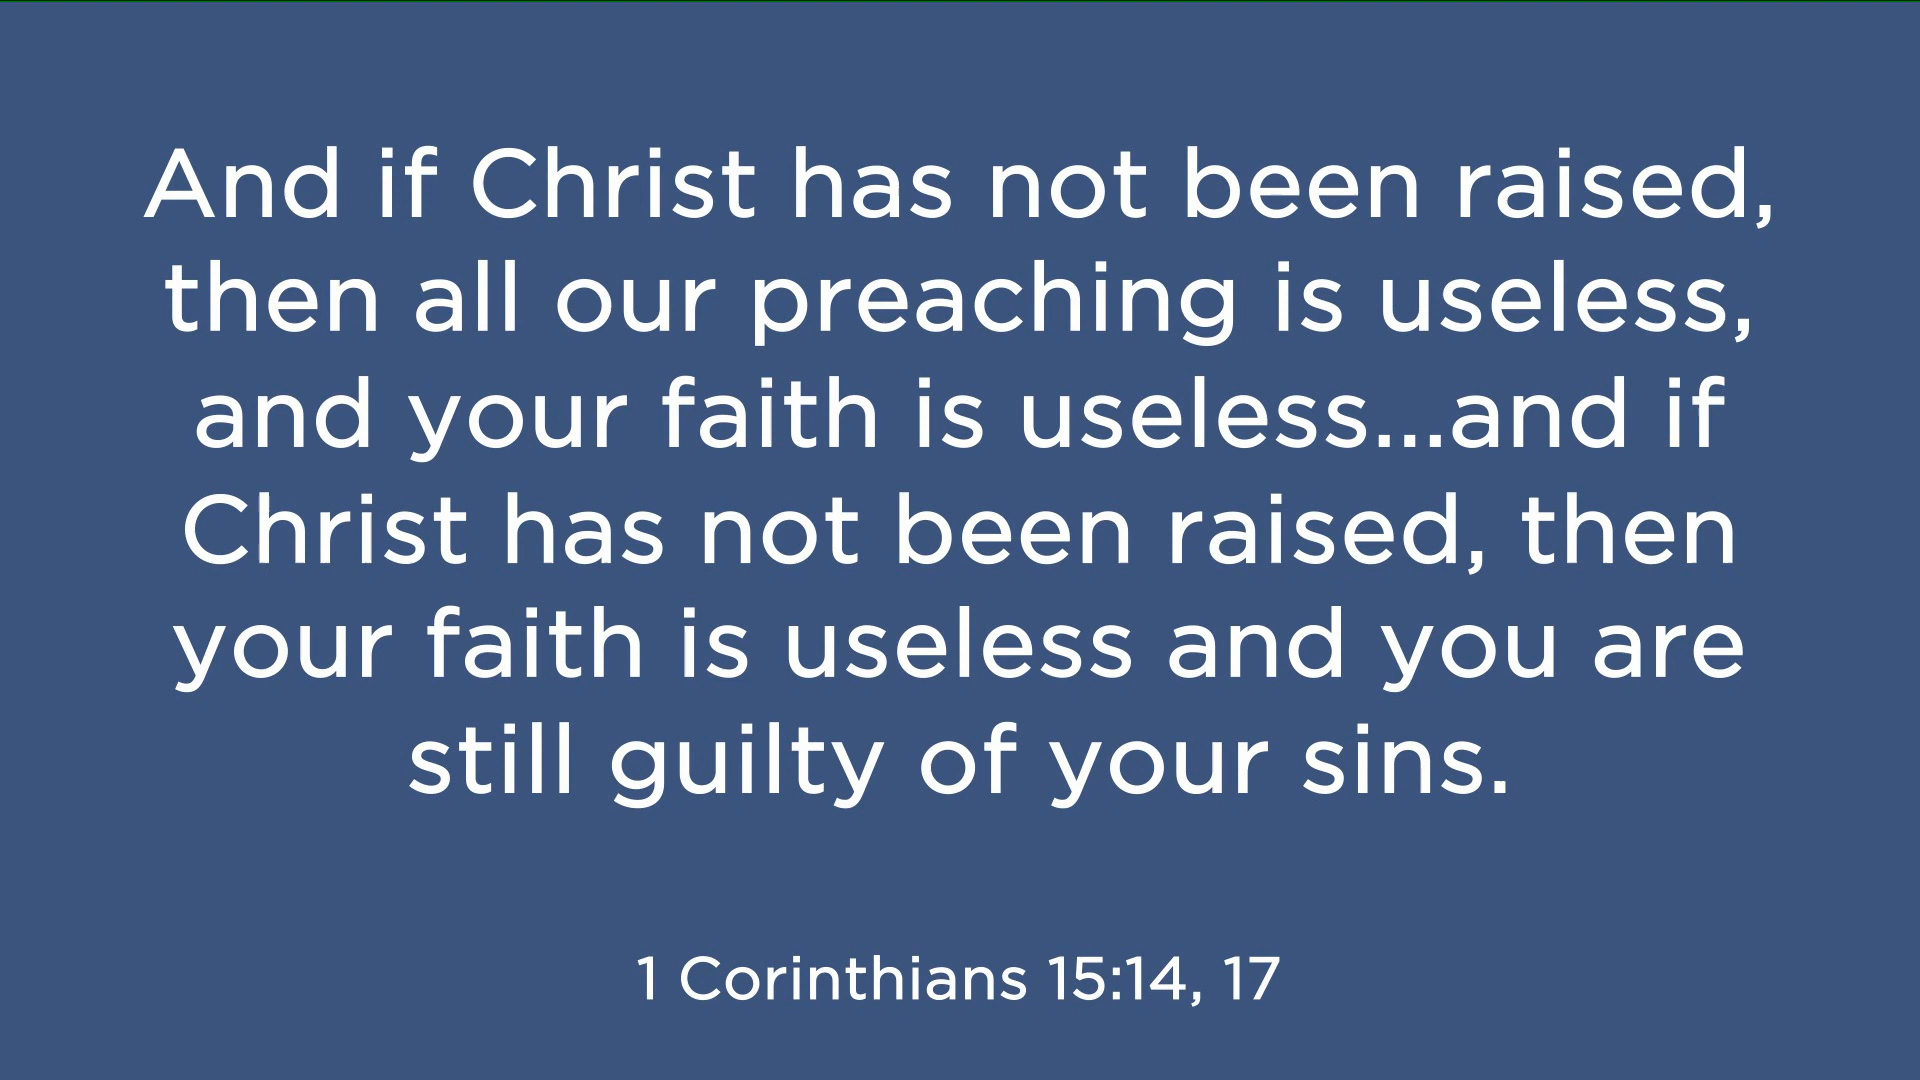 And if Christ has not been raised,
then all our preaching is useless,
and your faith is useless...and if
Christ has not been raised, then
your faith is useless and you are
still guilty of your sins.
1 Corinthians 15:14, 17